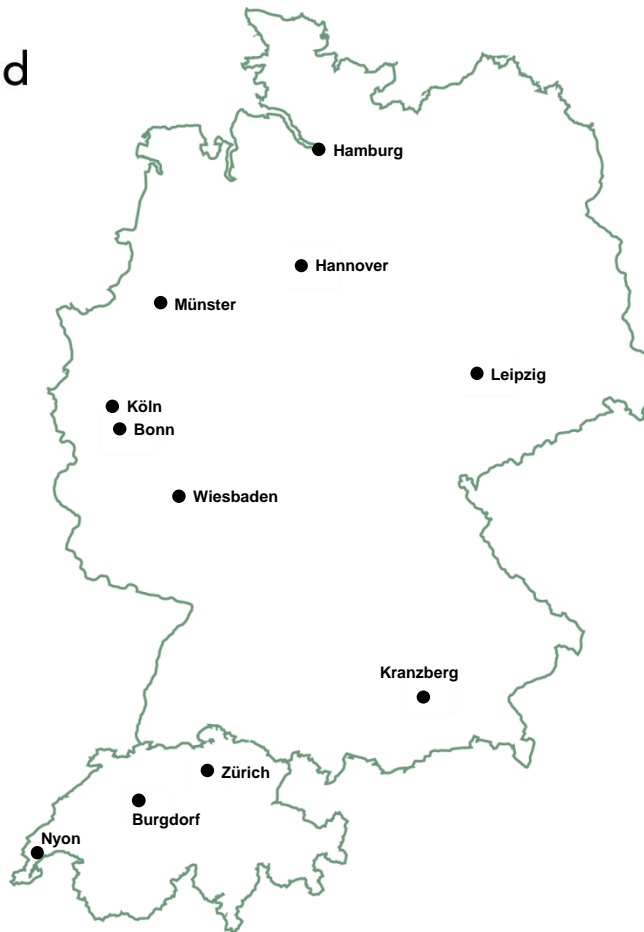 d
Hamburg
Hannover
Münster
Leipzig
Köln
Bonn
Wiesbaden
Kranzberg
Zürich
Burgdorf
Nyon